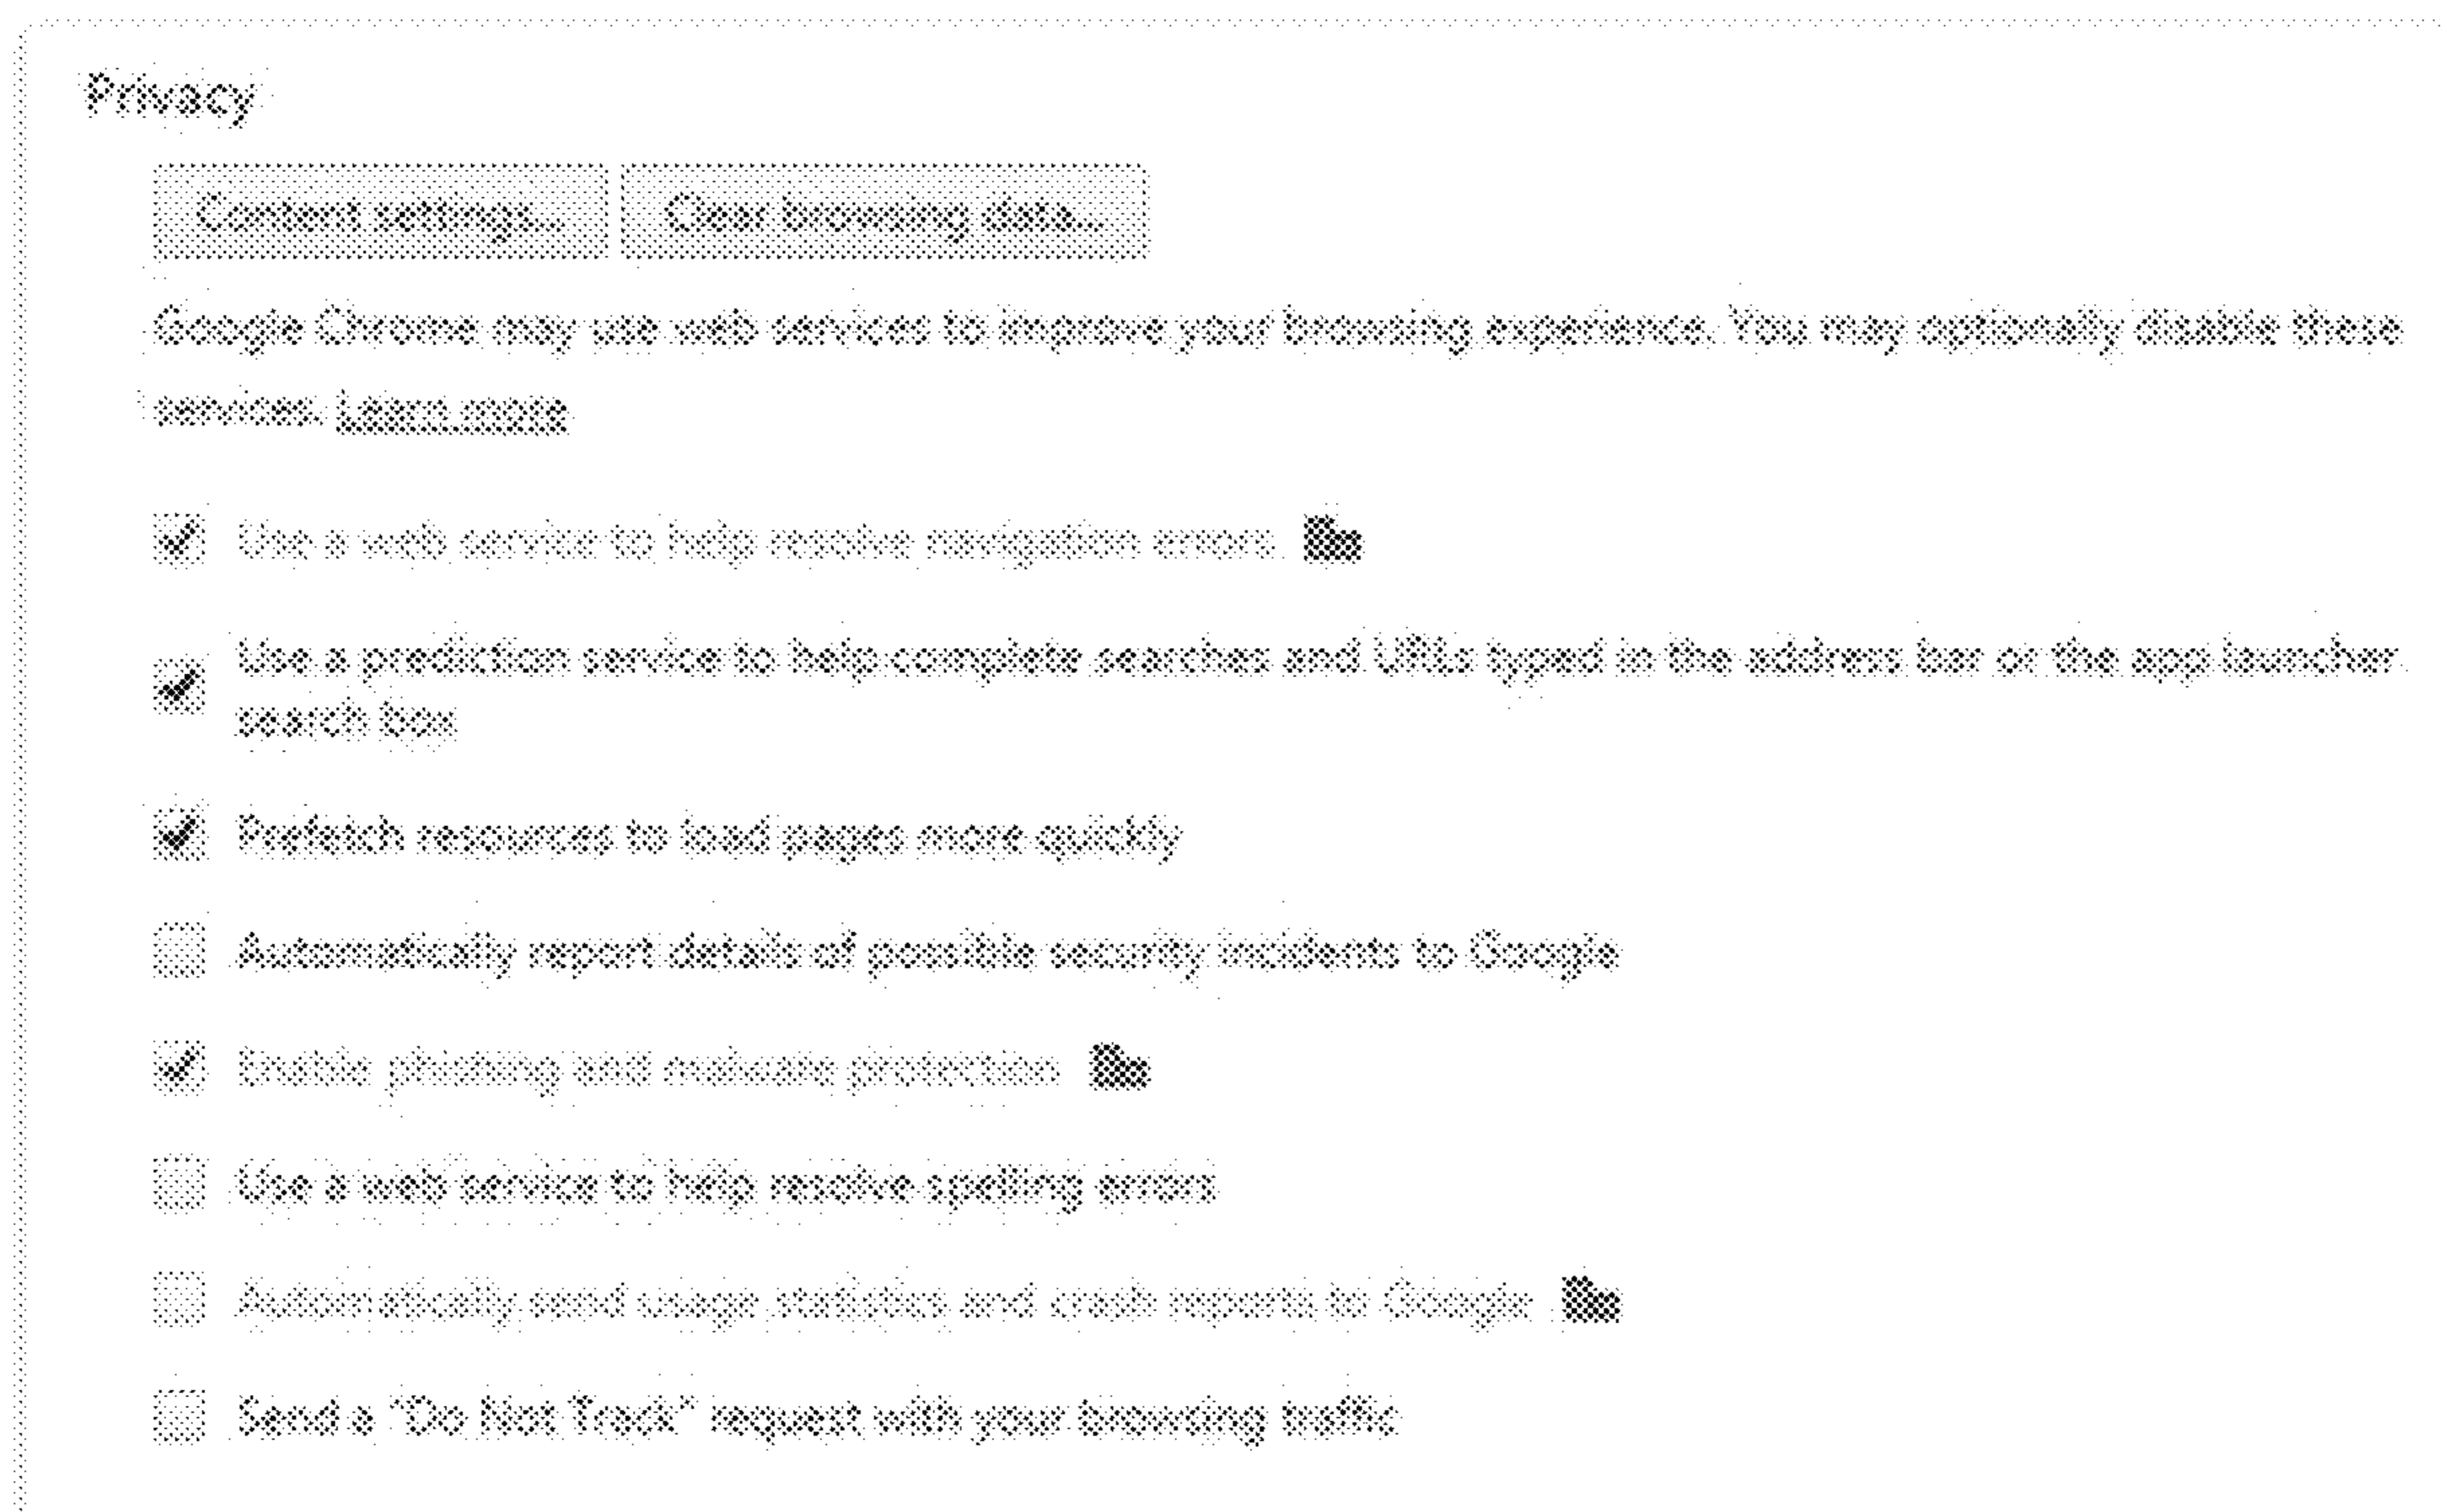 Privacy
Content settings... Clear browsing data...
Google Chrome may use web services to improve your browsing experience. You may optionally disable these
services. Learn more
Use a web service to help resolve navigation errors
Use a prediction service to help complete searches and URLs typed in the address bar or the app launcher
search box
Prefetch resources to load pages more quickly
Automatically report details of possible security incidents to Google
Enable phishing and malware protection
Use a web service to help resolve spelling errors
Automatically send usage statistics and crash reports to Google
Send a "Do Not Track" request with your browsing traffic